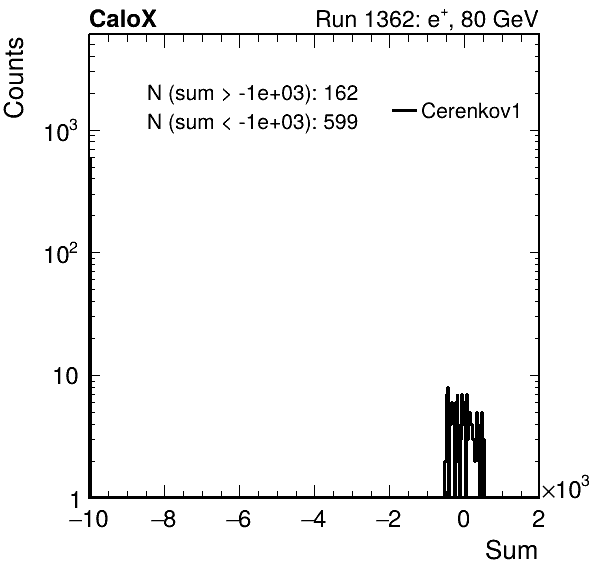 CaloX Run 1362: e⁺, 80 GeV
Counts
N (sum > -1e+03): 162
N (sum < -1e+03): 599
Cerenkov1
10³
10²
10
1
−10 −8 −6 −4 −2 0 2
×10³
Sum